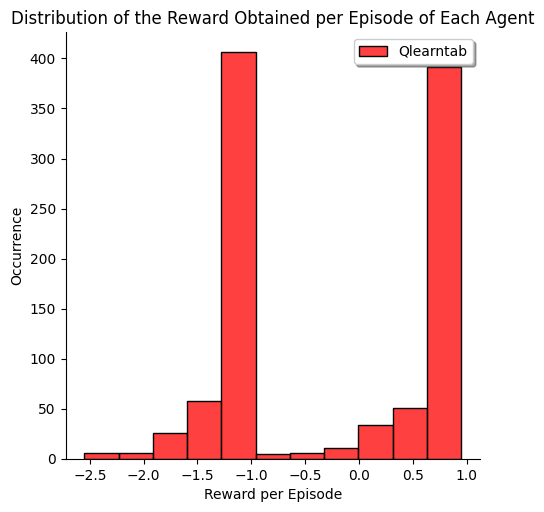 Distribution of the Reward Obtained per Episode of Each Agent
Qlearntab
400
350
300
250
200
150
100
50
0
Occurrence
−2.5 −2.0 −1.5 −1.0 −0.5 0.0 0.5 1.0
Reward per Episode